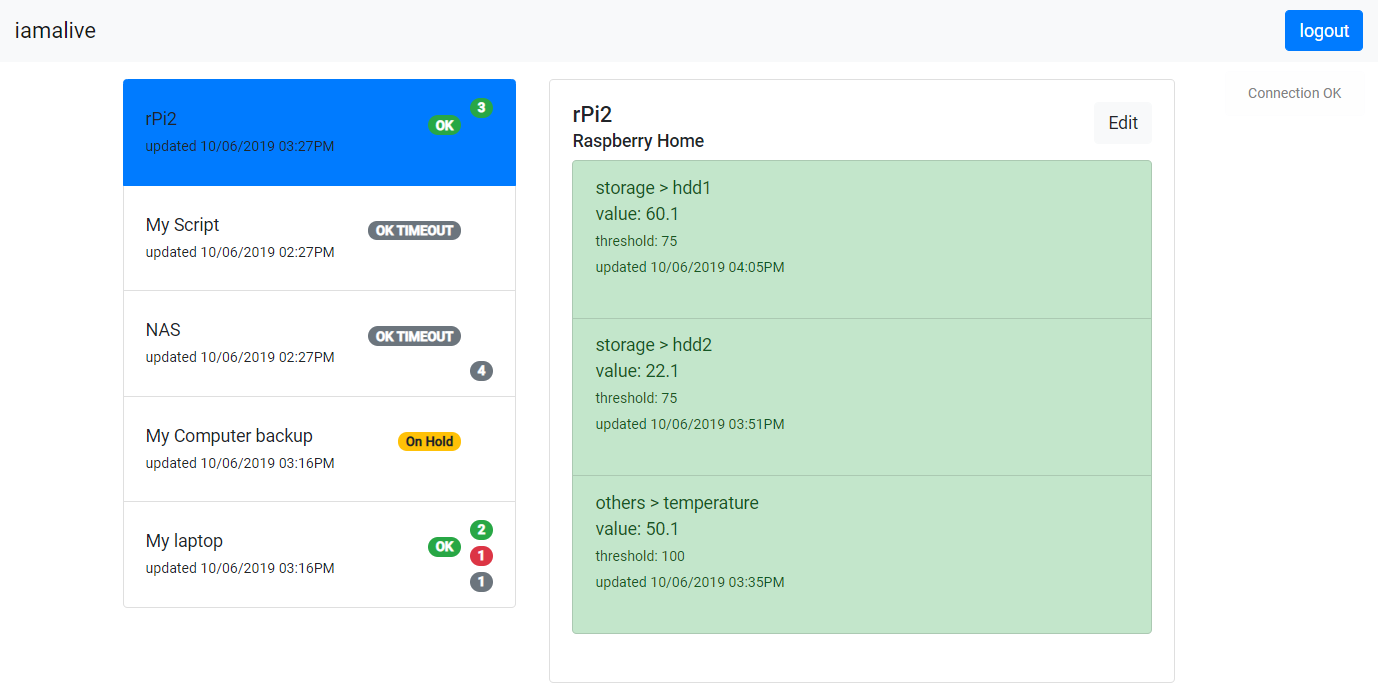 iamalive
logout
Connection OK
rPi2
OK
3
updated 10/06/2019 03:27PM
My Script
OK TIMEOUT
updated 10/06/2019 02:27PM
NAS
OK TIMEOUT
updated 10/06/2019 02:27PM
4
My Computer backup
On Hold
updated 10/06/2019 03:16PM
My laptop
OK
2
1
1
updated 10/06/2019 03:16PM
rPi2
Raspberry Home
Edit
storage > hdd1
value: 60.1
threshold: 75
updated 10/06/2019 04:05PM
storage > hdd2
value: 22.1
threshold: 75
updated 10/06/2019 03:51PM
others > temperature
value: 50.1
threshold: 100
updated 10/06/2019 03:35PM